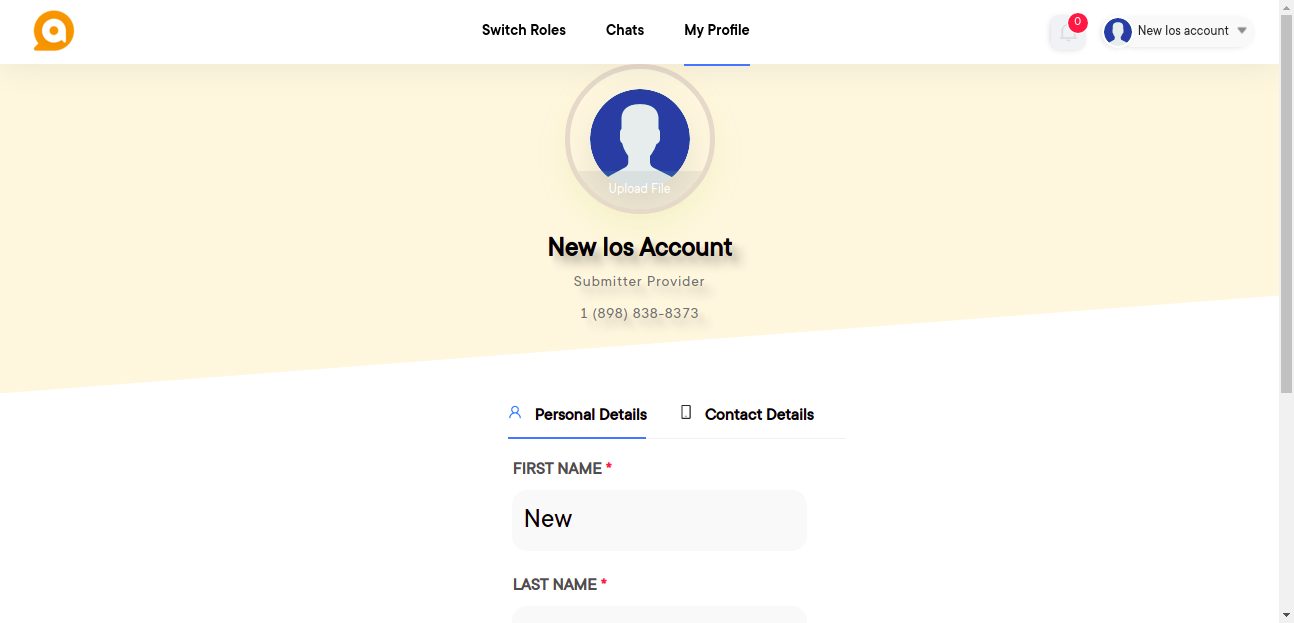 Switch Roles Chats My Profile 0 New Ios account
Upload File
New Ios Account
Submitter Provider
1 (898) 838-8373
Personal Details Contact Details
FIRST NAME *
New
LAST NAME *